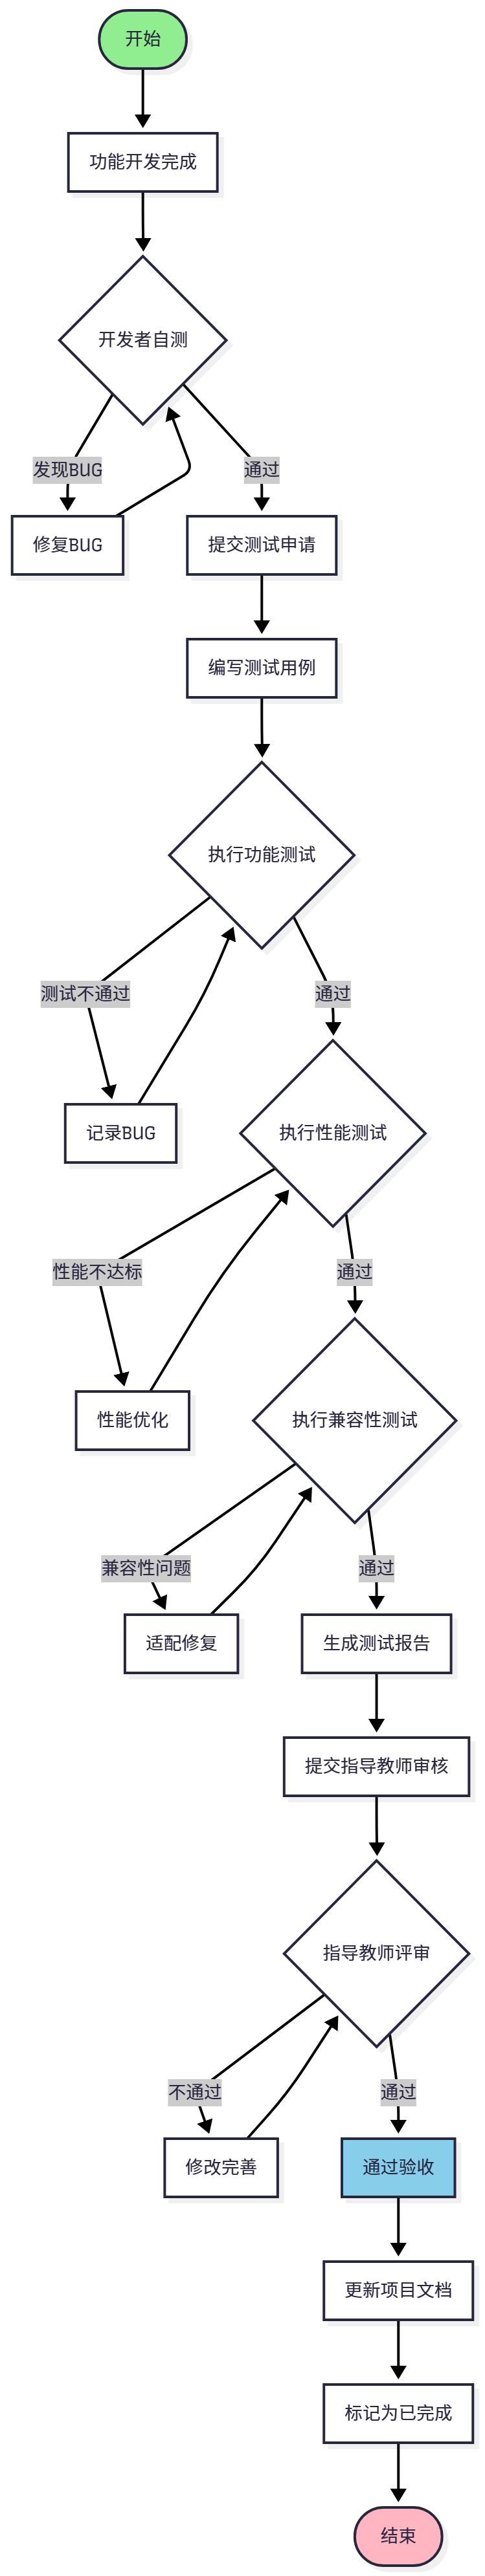 开始
功能开发完成
开发者自测
发现BUG
通过
修复BUG
提交测试申请
编写测试用例
执行功能测试
测试不通过
通过
记录BUG
执行性能测试
性能不达标
通过
性能优化
执行兼容性测试
兼容性问题
通过
适配修复
生成测试报告
提交指导教师审核
指导教师评审
不通过
通过
修改完善
通过验收
更新项目文档
标记为已完成
结束